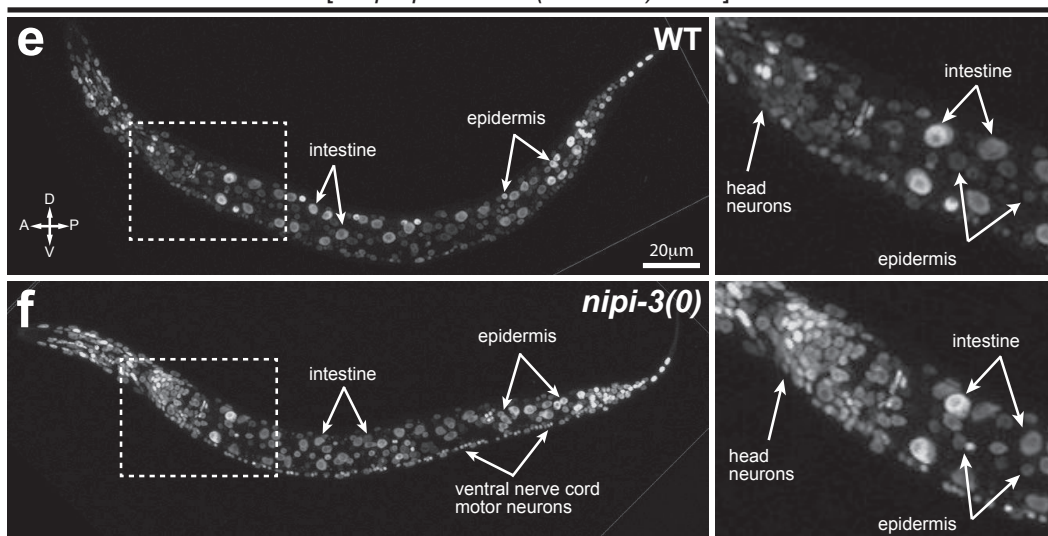 e
WT
intestine
epidermis
D
A
P
V
20μm
intestine
head
neurons
epidermis
f
nipi-3(0)
epidermis
intestine
ventral nerve cord
motor neurons
intestine
head
neurons
epidermis